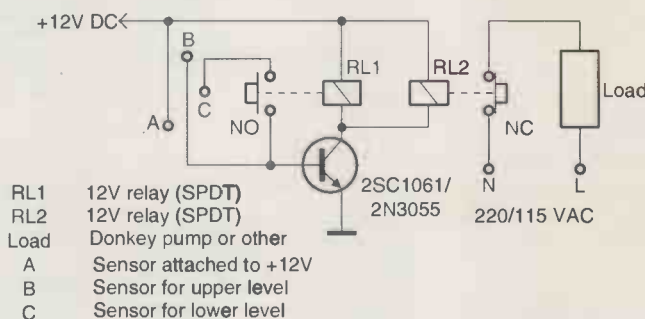 +12V DC
B
RL1
RL2
C
Load
A
NO
NC
2SC1061/
2N3055
N
L
220/115 VAC
RL1 12V relay (SPDT)
RL2 12V relay (SPDT)
Load Donkey pump or other
A Sensor attached to +12V
B Sensor for upper level
C Sensor for lower level